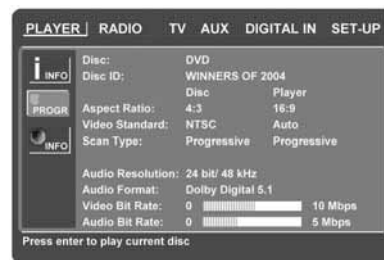 PLAYER RADIO TV AUX DIGITAL IN SET-UP
i INFO
PROGR
INFO
Disc: DVD
Disc ID: WINNERS OF 2004
Disc Player
Aspect Ratio: 4:3 16:9
Video Standard: NTSC Auto
Scan Type: Progressive Progressive
Audio Resolution: 24 bit/ 48 kHz
Audio Format: Dolby Digital 5.1
Video Bit Rate: 0 10 Mbps
Audio Bit Rate: 0 5 Mbps
Press enter to play current disc